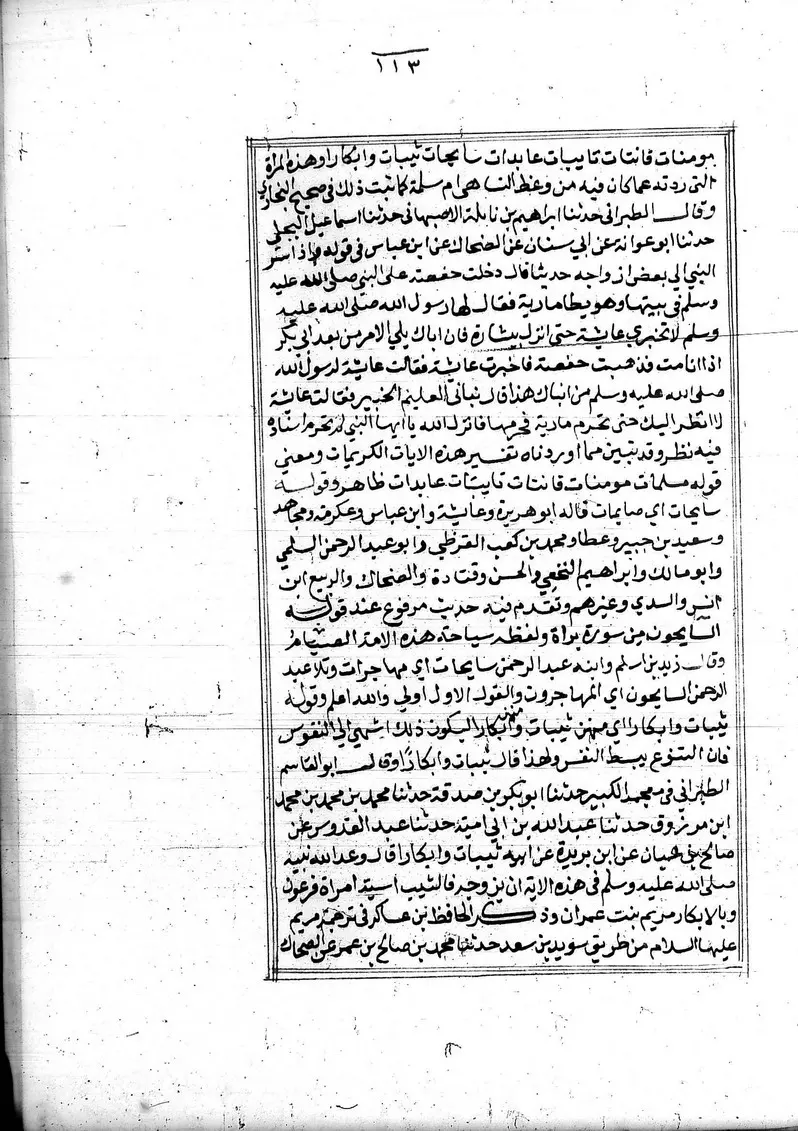 ١١٣
مومنات قانتات تايبات عابدات سايحات ثيبات وابكارا وهذه المراة
التي ردته عما كان فيه من وعظ النسا هي ام سلمة كما ثبت ذلك في صحيح البخاري
وقال الطبراني حدثنا ابراهيم بن نايلة الاصبهاني حدثنا اسماعيل البجلي
حدثنا ابو عوانة عن ابي سنان عن الضحاك عن ابن عباس في قوله واذ اسر
النبي الى بعض ازواجه حديثا قال دخلت حفصة على النبي صلى الله عليه
وسلم في بيتها وهو يطا مارية فقال لها رسول الله صلى الله عليه
وسلم لا تخبري عايشة حتى ابشرك بشارة فان اباك يلي الامر من بعد ابي بكر
اذا انا مت فذهبت حفصة فاخبرت عايشة فقالت عايشة لرسول الله
صلى الله عليه وسلم من انباك هذا قال نباني العليم الخبير فقالت عايشة
لا انظر اليك حتى تحرم مارية فحرمها فانزل الله يا ايها النبي لم تحرم اسناده
فيه نظر وقد تبين مما اوردناه تفسير هذه الايات الكريمات ومعنى
قوله مسلمات مومنات قانتات تايبات عابدات ظاهر وقوله
سايحات اي صايمات قاله ابو هريرة وعايشة وابن عباس وعكرمة ومجاهد
وسعيد بن جبير وعطا ومحمد بن كعب القرظي وابو عبد الرحمن السلمي
وابو مالك وابراهيم النخعي والحسن وقتادة والضحاك والربيع ابن
انس والسدي وغيرهم وتقدم فيه حديث مرفوع عند قوله
السايحون من سورة براة ولفظه سياحة هذه الامة الصيام
وقال زيد بن اسلم وابنه عبد الرحمن سايحات اي مهاجرات وتلا عبد
الرحمن السايحون اي المهاجرون والقول الاول اولى والله اعلم وقوله
ثيبات وابكارا اي منهن ثيبات ومنهن ابكارا ليكون ذلك اشهى الى النفوس
فان التنوع يبسط النفس ولهذا قال ثيبات وابكارا وقال ابو القاسم
الطبراني في معجمه الكبير حدثنا ابو بكر بن صدقة حدثنا محمد بن محمد بن محمد
ابن مرزوق حدثنا عبد الله بن ابي امية حدثنا عبد القدوس عن
صالح بن حيان عن ابن بريدة عن ابيه ثيبات وابكارا قال وعد الله نبيه
صلى الله عليه وسلم في هذه الاية ان يزوجه فالثيب اسية امراة فرعون
وبالابكار مريم بنت عمران وذكر الحافظ بن عساكر في ترجمة مريم
عليها السلام من طريق سويد بن سعد حدثنا محمد بن صالح بن عمر عن الضحاك